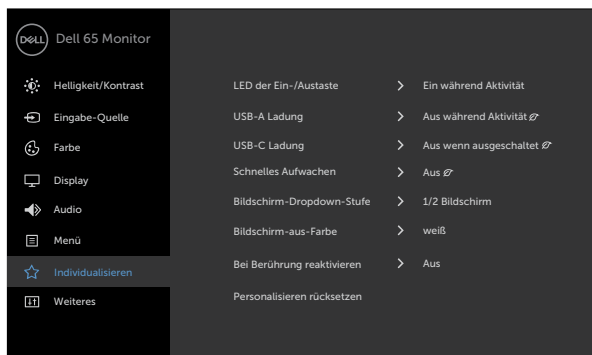 DELL Dell 65 Monitor
Helligkeit/Kontrast
Eingabe-Quelle
Farbe
Display
Audio
Menü
Individualisieren
Weiteres
LED der Ein-/Austaste Ein während Aktivität
USB-A Ladung Aus während Aktivität
USB-C Ladung Aus wenn ausgeschaltet
Schnelles Aufwachen Aus
Bildschirm-Dropdown-Stufe 1/2 Bildschirm
Bildschirm-aus-Farbe weiß
Bei Berührung reaktivieren Aus
Personalisieren rücksetzen